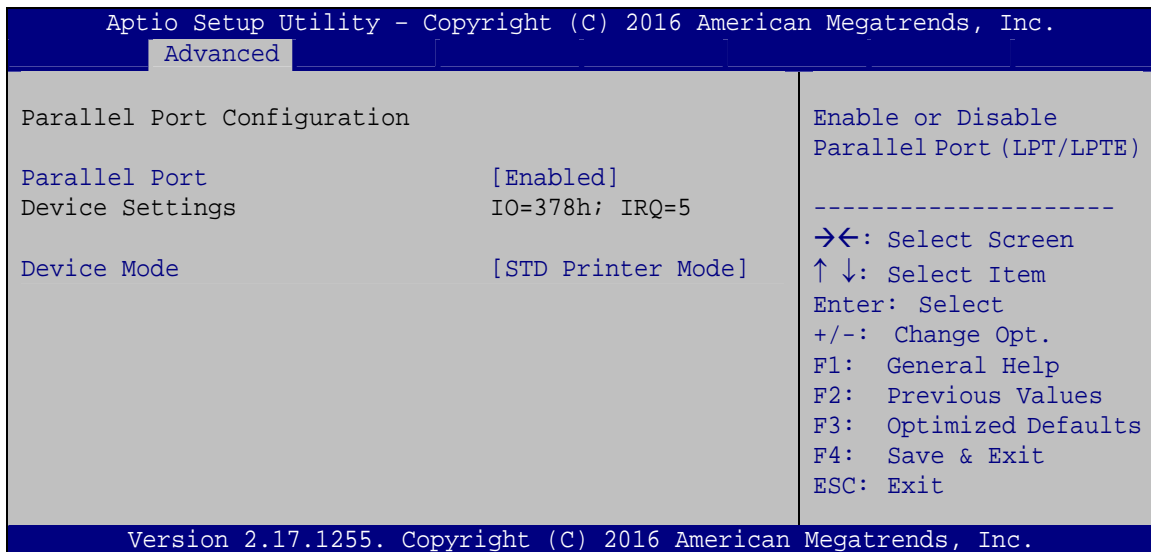 Aptio Setup Utility – Copyright (C) 2016 American Megatrends, Inc.
Advanced
Parallel Port Configuration
Parallel Port [Enabled]
Device Settings IO=378h; IRQ=5
Device Mode [STD Printer Mode]
Enable or Disable
Parallel Port (LPT/LPTE)
---------------------
→←: Select Screen
↑ ↓: Select Item
Enter: Select
+/-: Change Opt.
F1: General Help
F2: Previous Values
F3: Optimized Defaults
F4: Save & Exit
ESC: Exit
Version 2.17.1255. Copyright (C) 2016 American Megatrends, Inc.